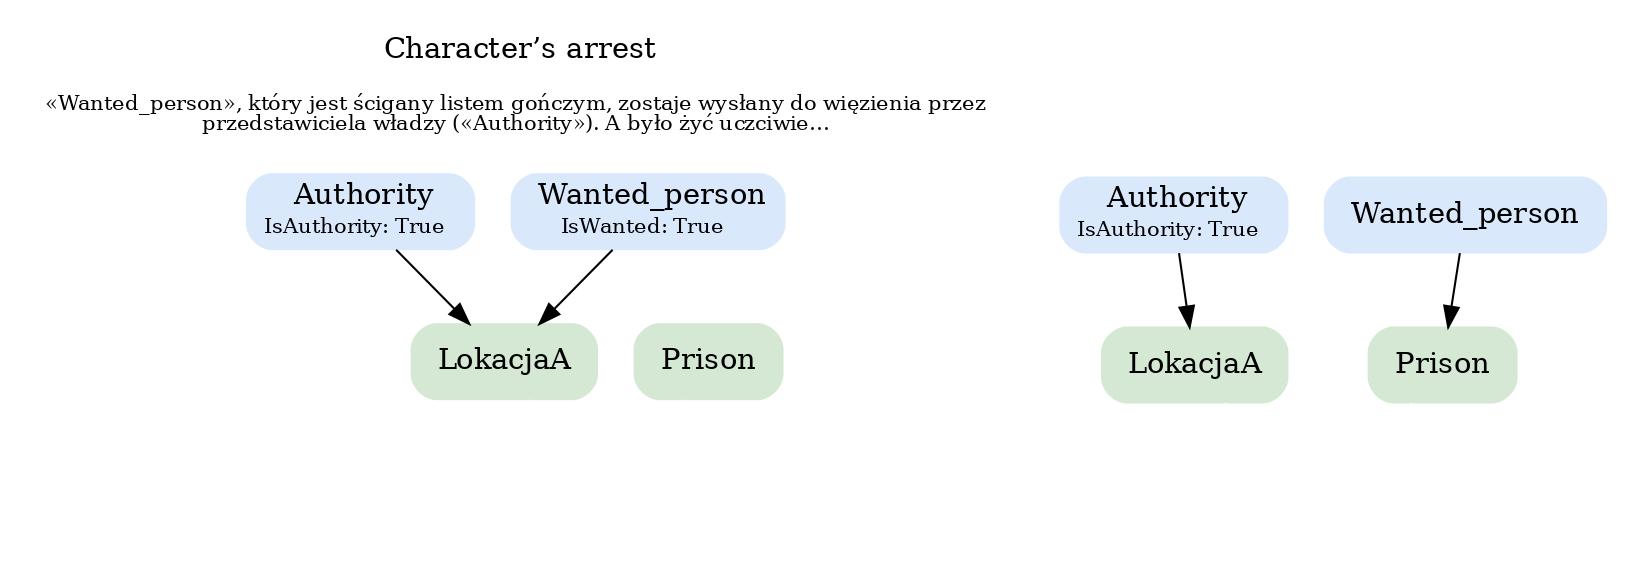 Character’s arrest
«Wanted_person», który jest ścigany listem gończym, zostaje wysłany do więzienia przez
przedstawiciela władzy («Authority»). A było żyć uczciwie…
Authority
IsAuthority: True
Wanted_person
IsWanted: True
LokacjaA
Prison
Authority
IsAuthority: True
Wanted_person
LokacjaA
Prison